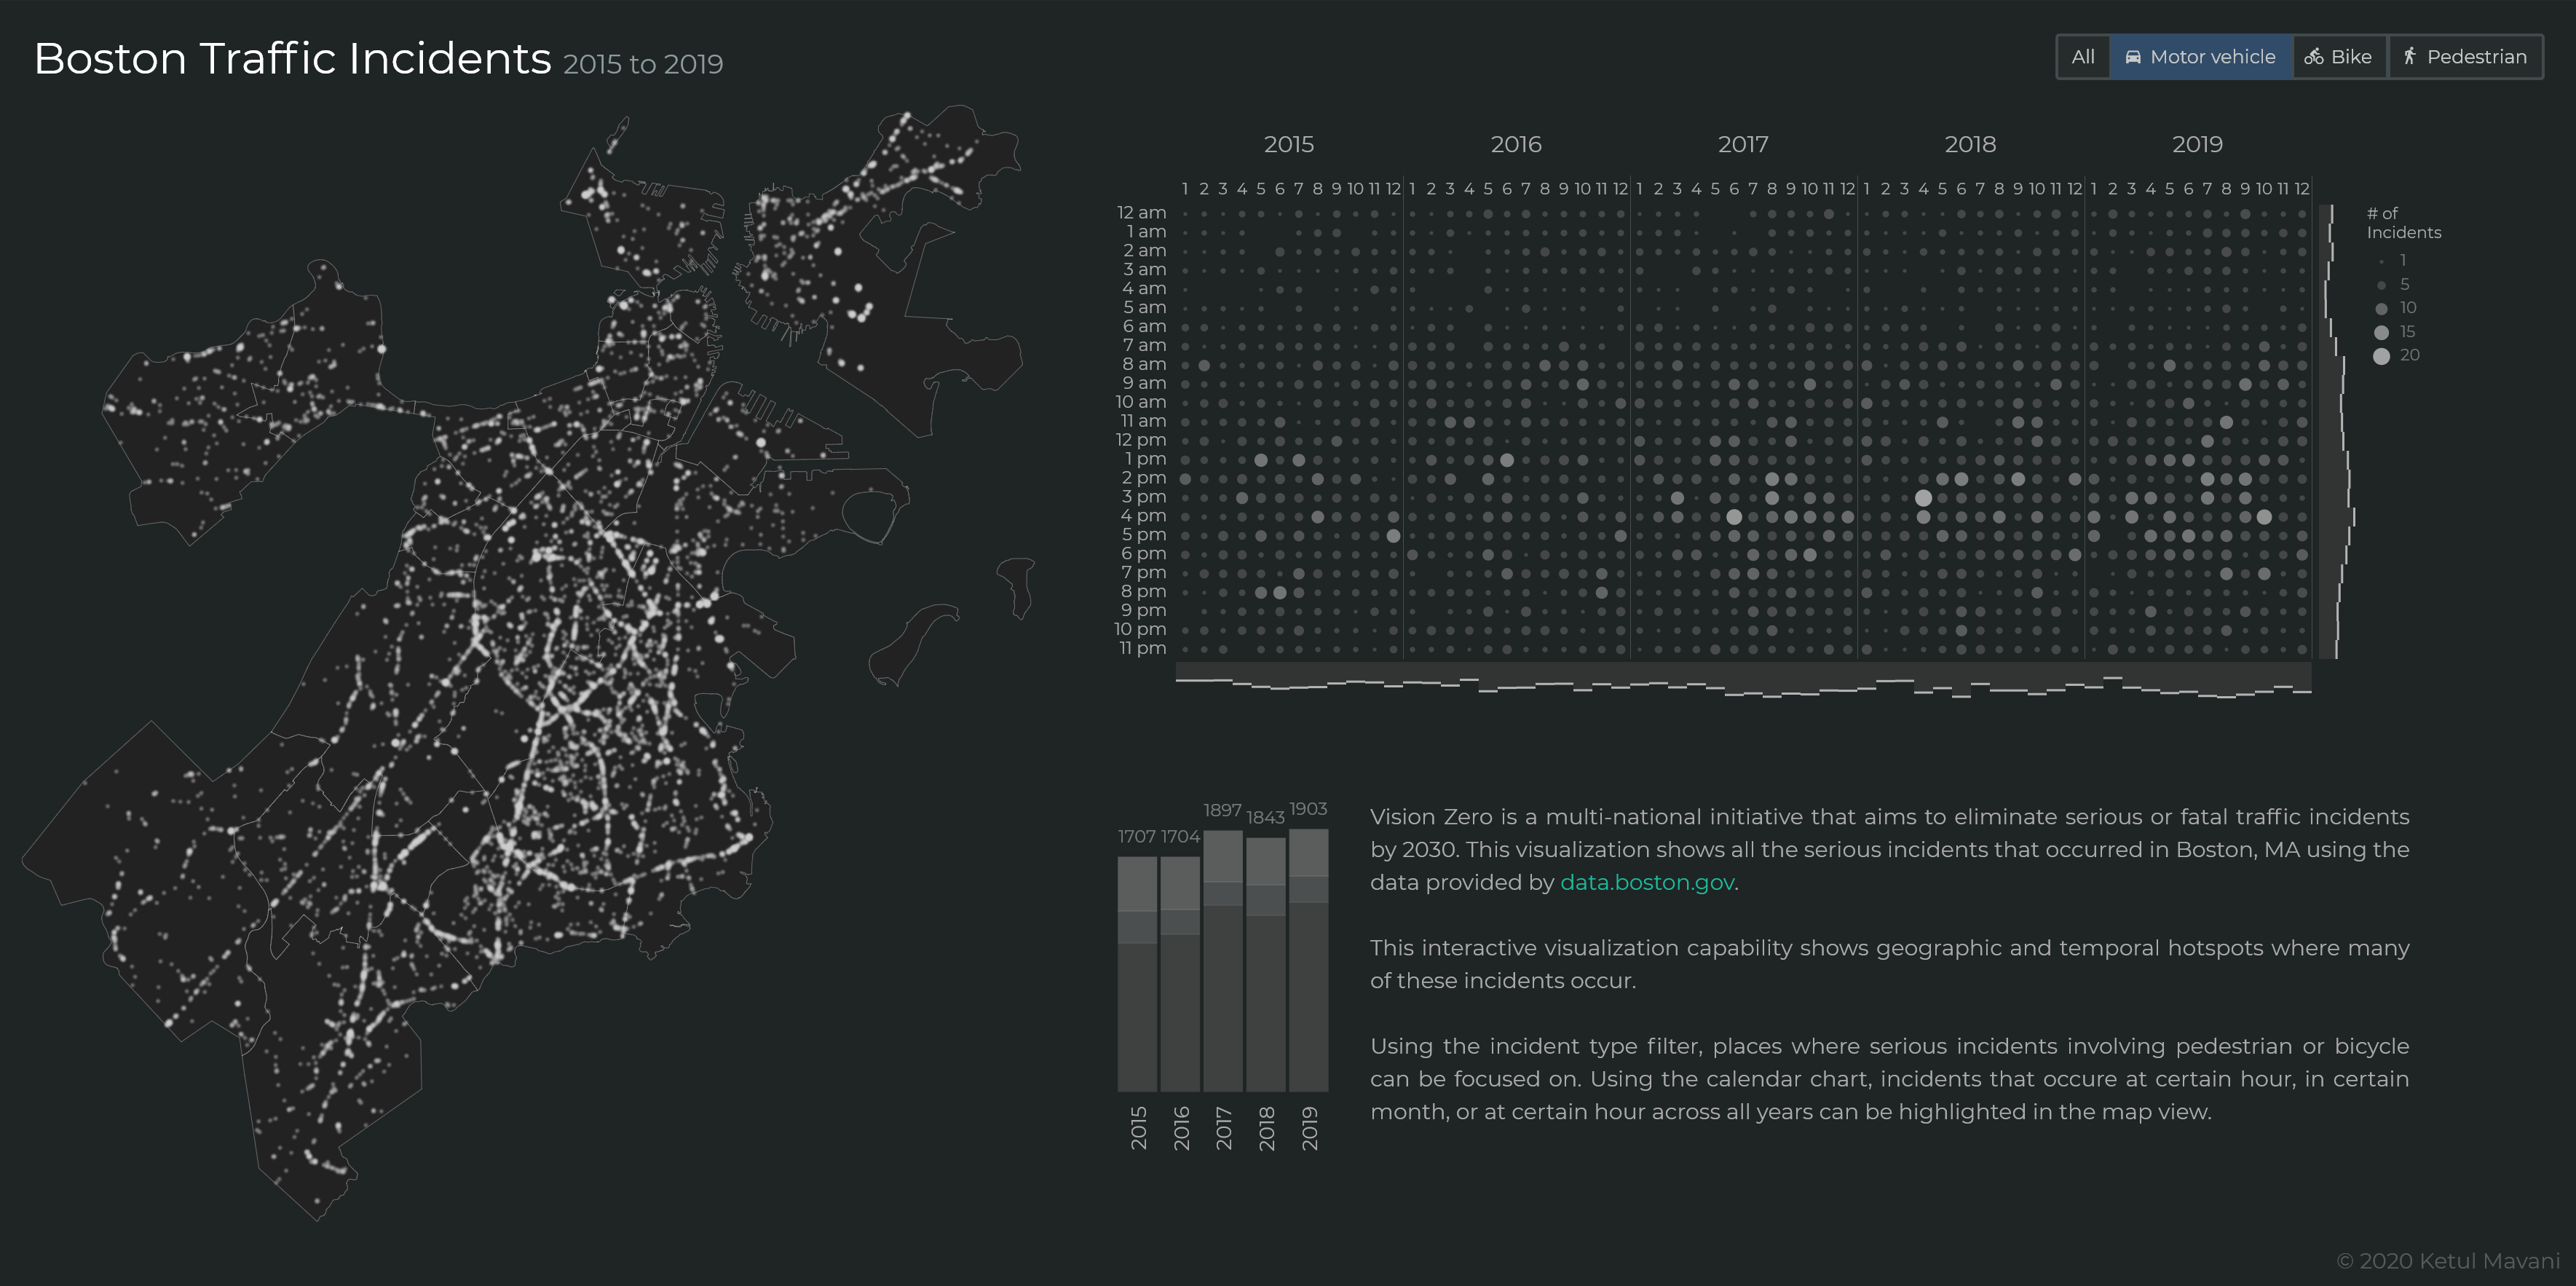 Boston Traffic Incidents 2015 to 2019
All Motor vehicle Bike Pedestrian
2015 2016 2017 2018 2019
1 2 3 4 5 6 7 8 9 10 11 12 1 2 3 4 5 6 7 8 9 10 11 12 1 2 3 4 5 6 7 8 9 10 11 12 1 2 3 4 5 6 7 8 9 10 11 12 1 2 3 4 5 6 7 8 9 10 11 12
12 am
1 am
2 am
3 am
4 am
5 am
6 am
7 am
8 am
9 am
10 am
11 am
12 pm
1 pm
2 pm
3 pm
4 pm
5 pm
6 pm
7 pm
8 pm
9 pm
10 pm
11 pm
# of
Incidents
1
5
10
15
20
1707 1704 1897 1843 1903
2015 2016 2017 2018 2019
Vision Zero is a multi-national initiative that aims to eliminate serious or fatal traffic incidents
by 2030. This visualization shows all the serious incidents that occurred in Boston, MA using the
data provided by data.boston.gov.
This interactive visualization capability shows geographic and temporal hotspots where many
of these incidents occur.
Using the incident type filter, places where serious incidents involving pedestrian or bicycle
can be focused on. Using the calendar chart, incidents that occure at certain hour, in certain
month, or at certain hour across all years can be highlighted in the map view.
© 2020 Ketul Mavani